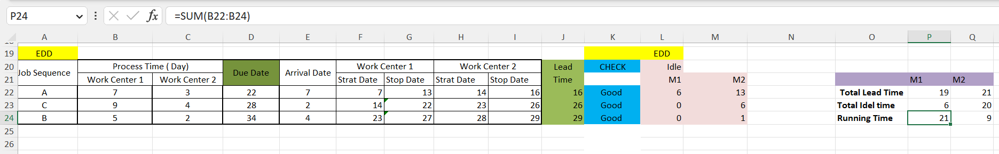 P24 =SUM(B22:B24)
A B C D E F G H I J K L M N O P Q
19 EDD EDD
20 Job Sequence Process Time ( Day) Due Date Arrival Date Work Center 1 Work Center 2 Lead CHECK Idle
21 Work Center 1 Work Center 2 Strat Date Stop Date Strat Date Stop Date Time M1 M2 M1 M2
22 A 7 3 22 7 7 13 14 16 16 Good 6 13 Total Lead Time 19 21
23 C 9 4 28 2 14 22 23 26 26 Good 0 6 Total Idel time 6 20
24 B 5 2 34 4 23 27 28 29 29 Good 0 1 Running Time 21 9
25
26